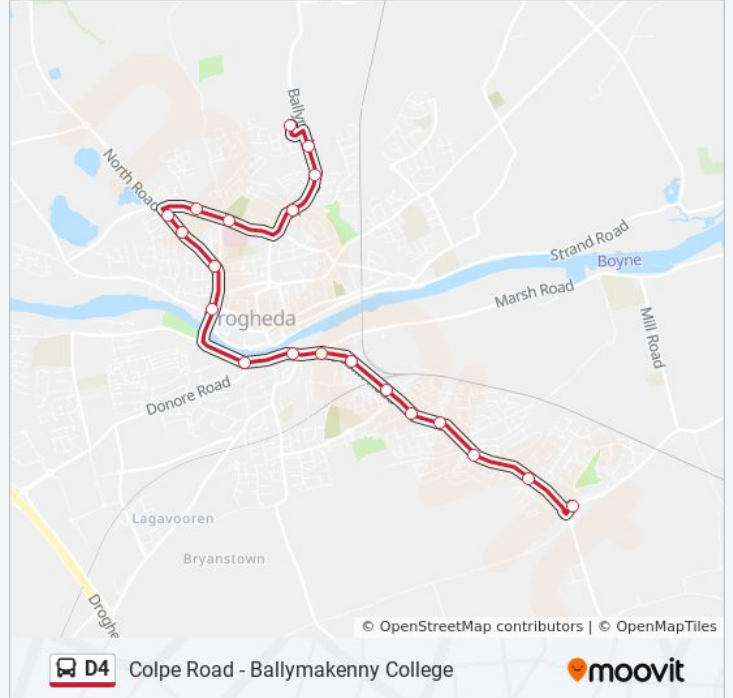 Bally
North Road
Strand Road
Boyne
Marsh Road
rogheda
Mill Road
Donore Road
Lagavooren
Bryanstown
Droghe
© OpenStreetMap contributors | © OpenMapTiles
D4 Colpe Road - Ballymakenny College
moovit